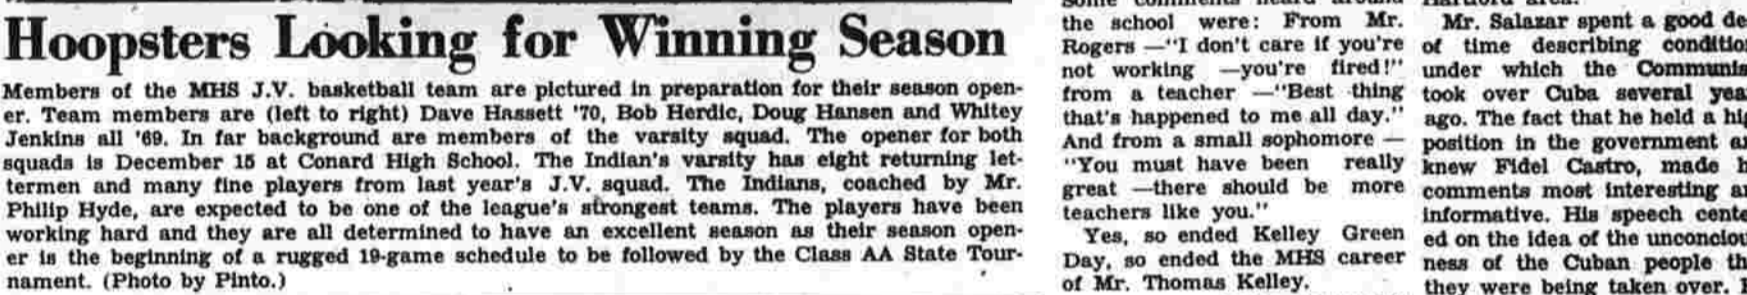 Hoopsters Looking for Winning Season
Members of the MHS J.V. basketball team are pictured in preparation for their season open-
er. Team members are (left to right) Dave Hassett '70, Bob Herdic, Doug Hansen and Whitey
Jenkins all '69. In far background are members of the varsity squad. The opener for both
squads is December 15 at Conard High School. The Indian's varsity has eight returning let-
termen and many fine players from last year's J.V. squad. The Indians, coached by Mr.
Philip Hyde, are expected to be one of the league's strongest teams. The players have been
working hard and they are all determined to have an excellent season as their season open-
er is the beginning of a rugged 19-game schedule to be followed by the Class AA State Tour-
nament. (Photo by Pinto.)
some comments heard around
the school were: From Mr.
Rogers —"I don't care if you're
not working —you're fired!"
from a teacher —"Best thing
that's happened to me all day."
And from a small sophomore —
"You must have been really
great —there should be more
teachers like you."
Yes, so ended Kelley Green
Day, so ended the MHS career
of Mr. Thomas Kelley.
Mr. Salazar spent a good de
of time describing conditio
under which the Communis
took over Cuba several yea
ago. The fact that he held a hig
position in the government a
knew Fidel Castro, made h
comments most interesting a
informative. His speech cente
ed on the idea of the unconciou
ness of the Cuban people th
they were being taken over.